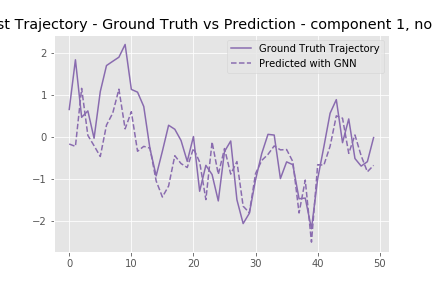 st Trajectory - Ground Truth vs Prediction - component 1, no
Ground Truth Trajectory
Predicted with GNN
2
1
0
−1
−2
0 10 20 30 40 50